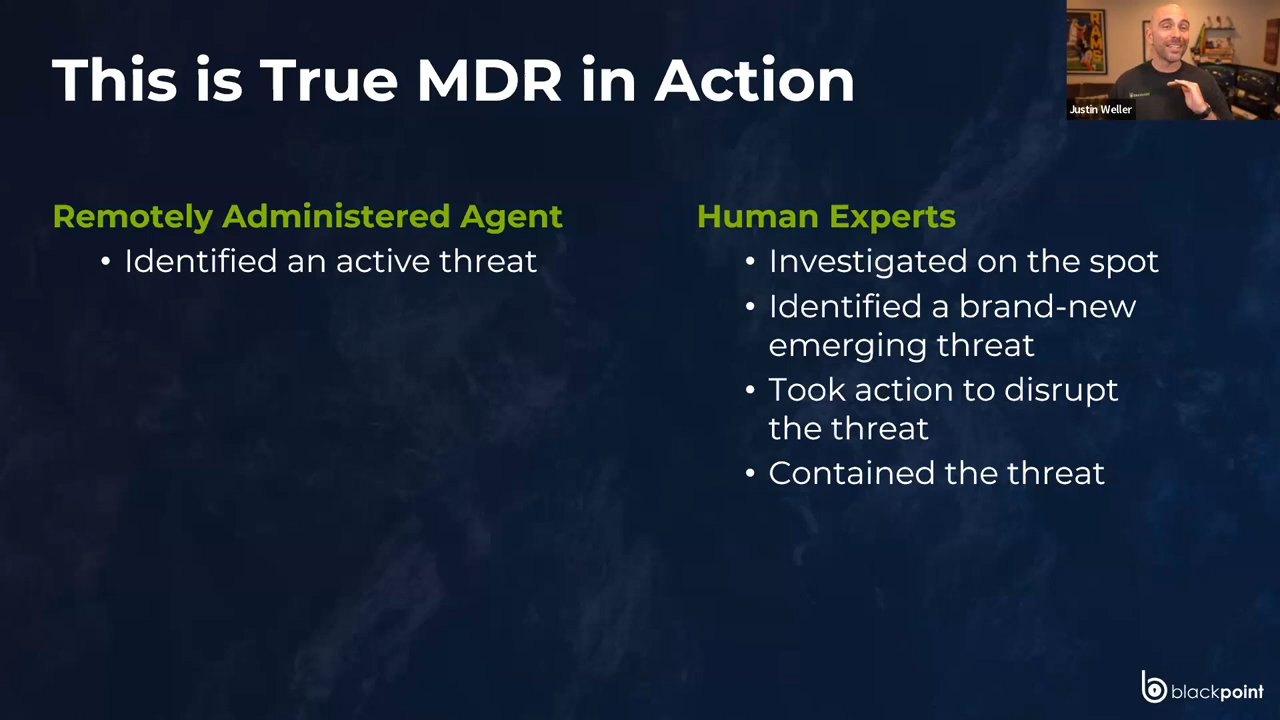 This is True MDR in Action
RAMS
Justin Weller
Remotely Administered Agent
• Identified an active threat
Human Experts
• Investigated on the spot
• Identified a brand-new
emerging threat
• Took action to disrupt
the threat
• Contained the threat
blackpoint